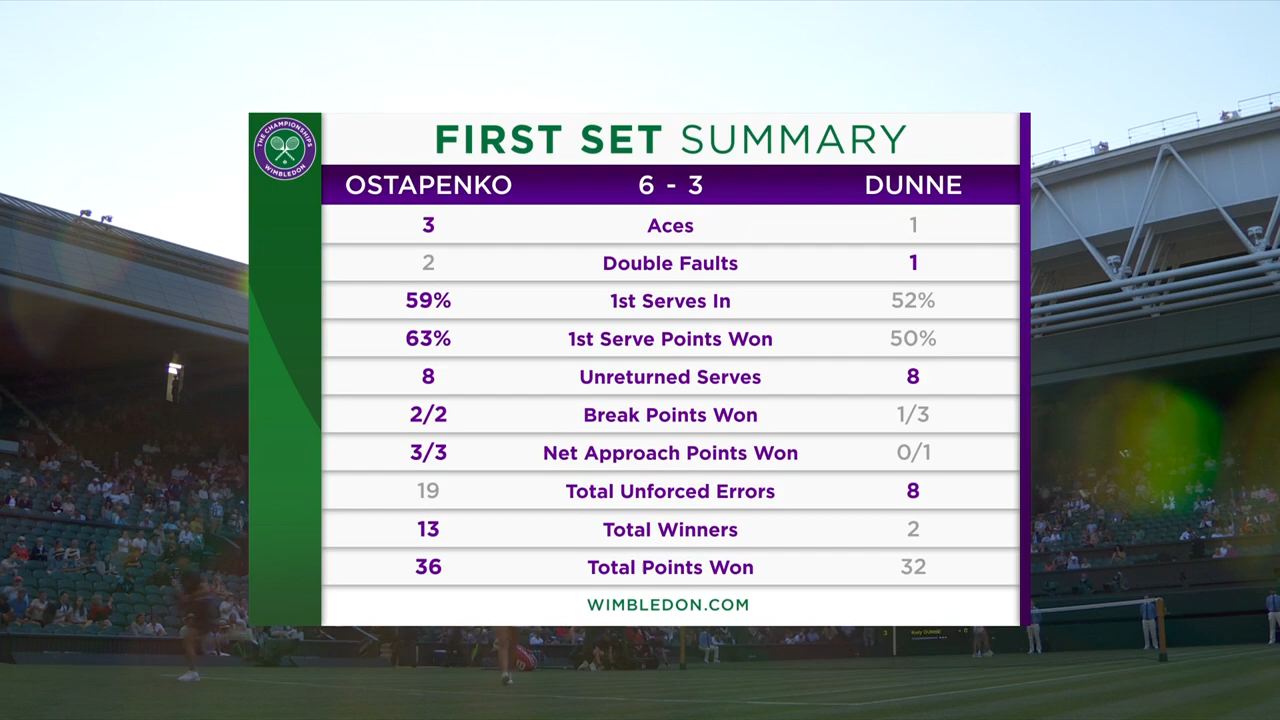 THE CHAMPIONSHIPS
WIMBLEDON
FIRST SET SUMMARY
OSTAPENKO 6 - 3 DUNNE
3 Aces 1
2 Double Faults 1
59% 1st Serves In 52%
63% 1st Serve Points Won 50%
8 Unreturned Serves 8
2/2 Break Points Won 1/3
3/3 Net Approach Points Won 0/1
19 Total Unforced Errors 8
13 Total Winners 2
36 Total Points Won 32
WIMBLEDON.COM